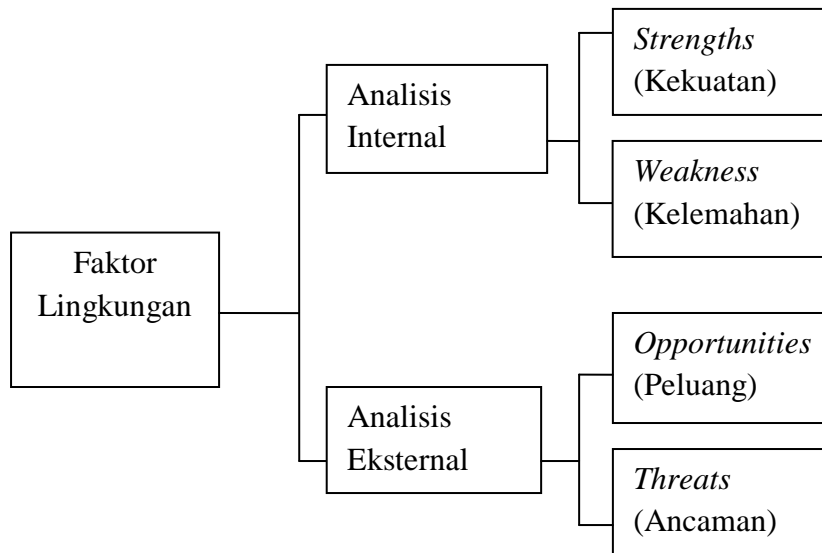 Faktor
Lingkungan
Analisis
Internal
Strengths
(Kekuatan)
Weakness
(Kelemahan)
Analisis
Eksternal
Opportunities
(Peluang)
Threats
(Ancaman)